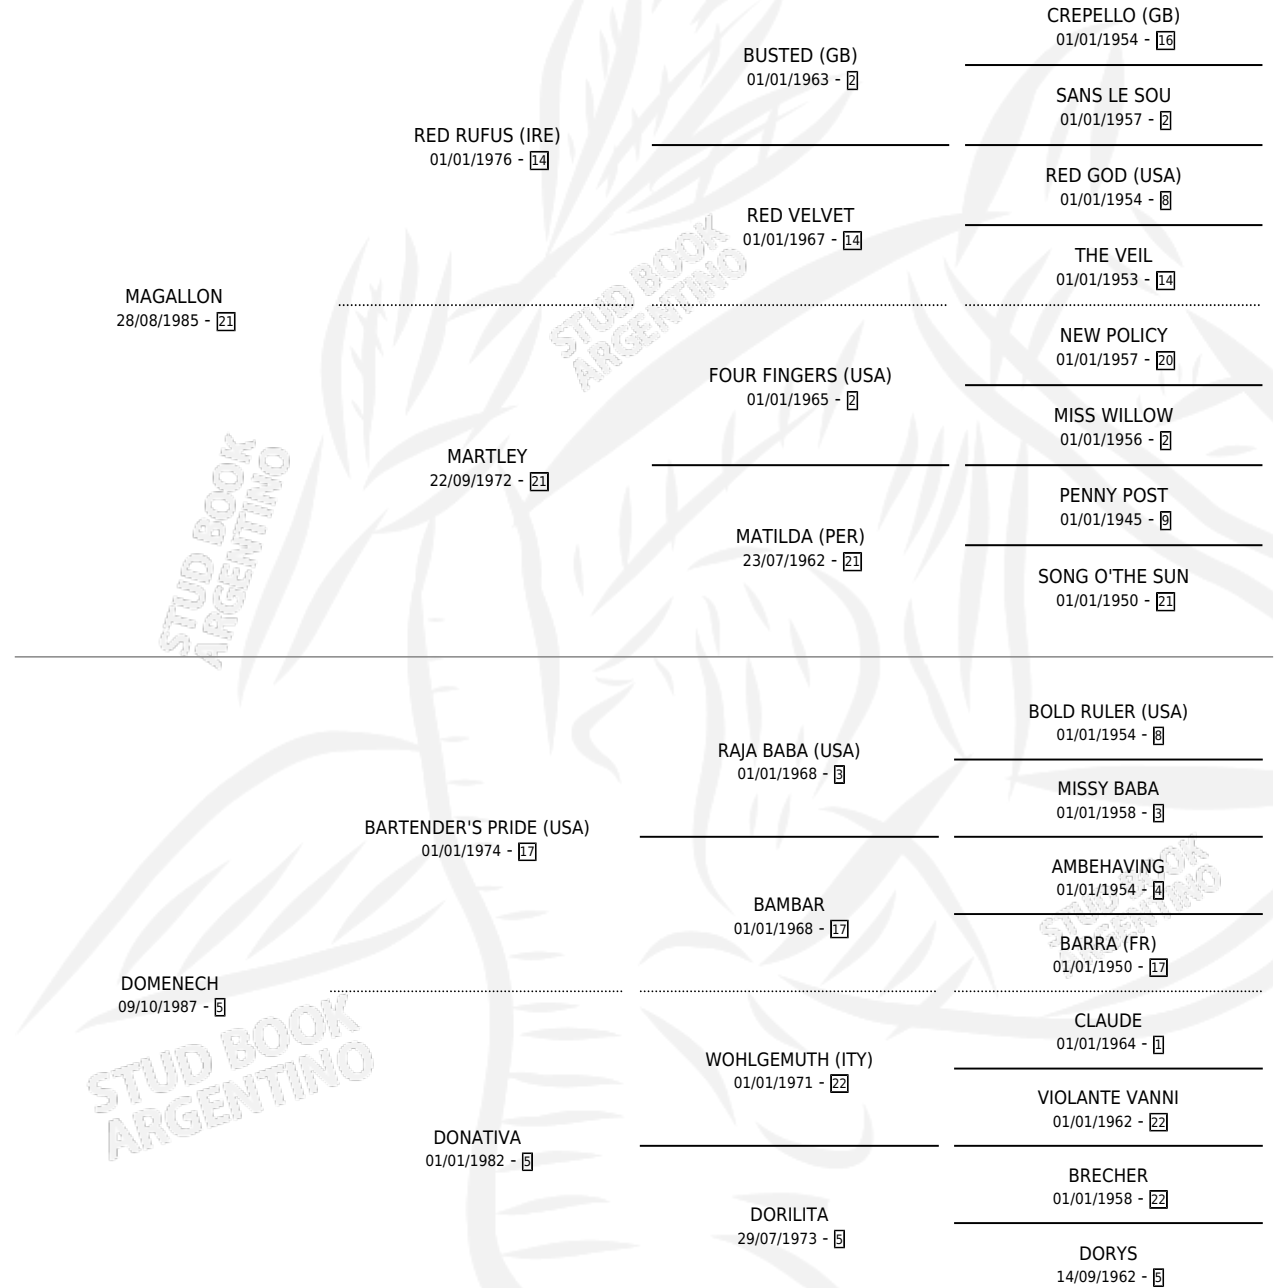 CREPELLO (GB)
01/01/1954 - 16
BUSTED (GB)
01/01/1963 - 2
SANS LE SOU
01/01/1957 - 2
RED RUFUS (IRE)
01/01/1976 - 14
RED GOD (USA)
01/01/1954 - 8
RED VELVET
01/01/1967 - 14
THE VEIL
01/01/1953 - 14
MAGALLON
28/08/1985 - 21
NEW POLICY
01/01/1957 - 20
FOUR FINGERS (USA)
01/01/1965 - 2
MISS WILLOW
01/01/1956 - 2
MARTLEY
22/09/1972 - 21
PENNY POST
01/01/1945 - 9
MATILDA (PER)
23/07/1962 - 21
SONG O'THE SUN
01/01/1950 - 21
BOLD RULER (USA)
01/01/1954 - 8
RAJA BABA (USA)
01/01/1968 - 3
MISSY BABA
01/01/1958 - 3
BARTENDER'S PRIDE (USA)
01/01/1974 - 17
AMBEHAVING
01/01/1954 - 4
BAMBAR
01/01/1968 - 17
BARRA (FR)
01/01/1950 - 17
DOMENECH
09/10/1987 - 5
CLAUDE
01/01/1964 - 1
WOHLGEMUTH (ITY)
01/01/1971 - 22
VIOLANTE VANNI
01/01/1962 - 22
DONATIVA
01/01/1982 - 5
BRECHER
01/01/1958 - 22
DORILITA
29/07/1973 - 5
DORYS
14/09/1962 - 5
STUD BOOK
ARGENTINO
STUD BOOK
ARGENTINO
STUD BOOK
ARGENTINO
STUD BOOK
ARGENTINO